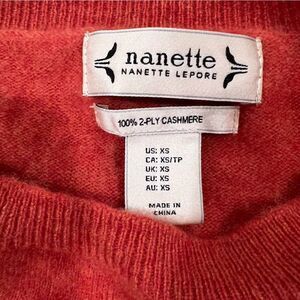 nanette
NANETTE LEPORE
100% 2-PLY CASHMERE
US: XS
CA: XS/TP
UK: XS
EU: XS
AU: XS
MADE IN
CHINA